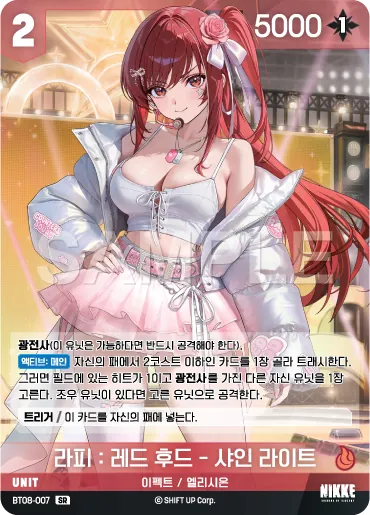 2
5000 1
SAMPLE
광전사(이 유닛은 가능하다면 반드시 공격해야 한다).
액티브: 메인 자신의 패에서 2코스트 이하인 카드를 1장 골라 트래시한다.
그러면 필드에 있는 히트가 1이고 광전사를 가진 다른 자신 유닛을 1장
고른다. 조우 유닛이 있다면 고른 유닛으로 공격한다.
트리거 / 이 카드를 자신의 패에 넣는다.
라피 : 레드 후드 - 샤인 라이트
UNIT
이펙트 / 엘리시온
NIKKE
BT08-007 SR
©SHIFT UP Corp.